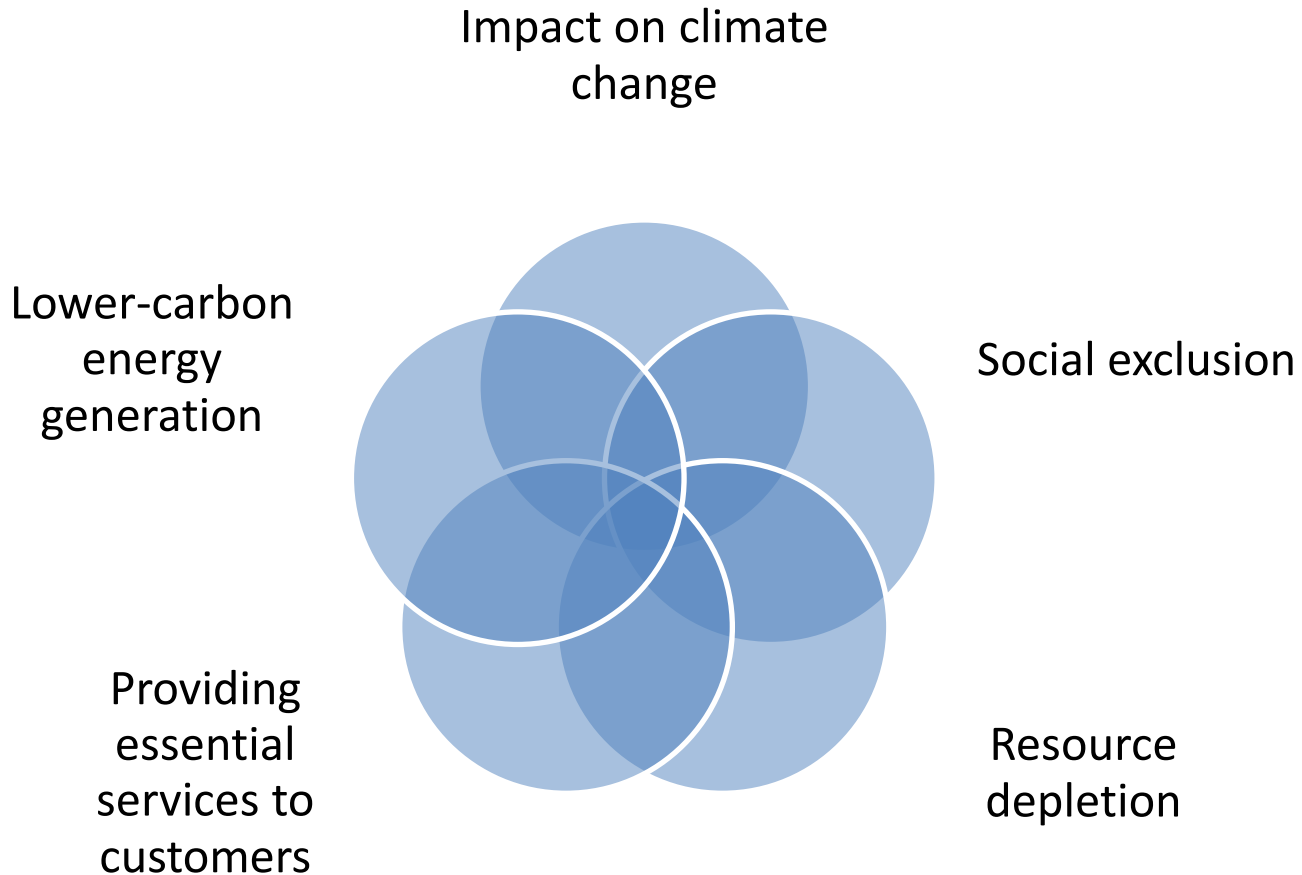 Impact on climate
change
Lower-carbon
energy
generation
Social exclusion
Providing
essential
services to
customers
Resource
depletion